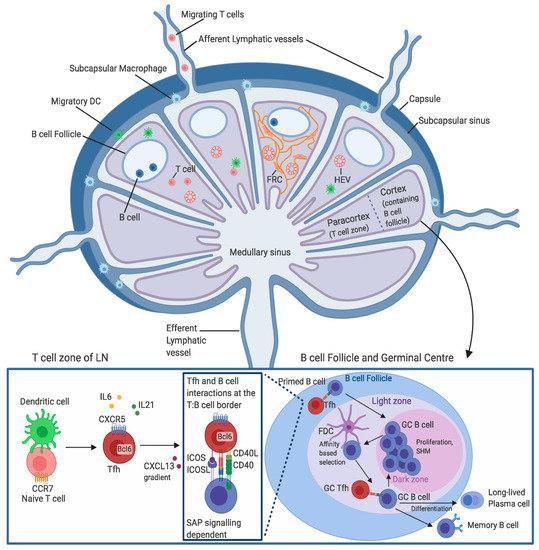 Migrating T cells
Afferent Lymphatic vessels
Subcapsular Macrophage
Migratory DC
Capsule
Subcapsular sinus
B cell Follicle
T cell
FRC
HEV
B cell
Paracortex
(T cell zone)
Cortex
(containing
B cell
follicle)
Medullary sinus
Efferent
Lymphatic
vessel
T cell zone of LN
B cell Follicle and Germinal Centre
Dendritic cell
CCR7
Naive T cell
IL6
IL21
CXCR5
Bcl6
Tfh
CXCL13
gradient
Tfh and B cell
interactions at the
T:B cell border
Bcl6
ICOS
ICOSL
CD40L
CD40
SAP signalling
dependent
Primed B cell
B cell Follicle
Tfh
Light zone
FDC
Affinity
based
selection
GC B cell
Proliferation,
SHM
Dark zone
GC Tfh
GC B cell
Differentiation
Long-lived
Plasma cell
Memory B cell